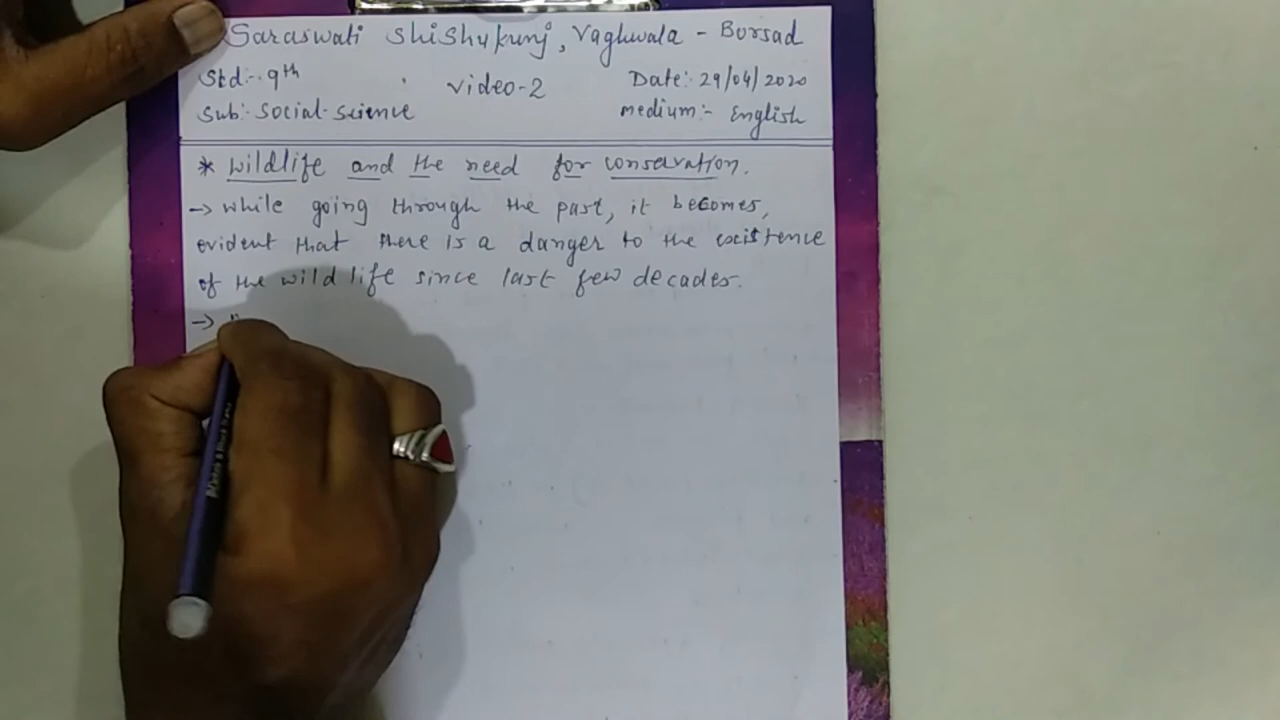 Saraswati Shishukunj, Vaghwala - Borsad
Std:- 9th
video-2
Date:- 29/04/2020
Sub:- Social-science
medium:- English
* wildlife and the need for conservation.
→ while going through the past, it becomes,
evident that there is a danger to the existence
of the wild life since last few decades.
→